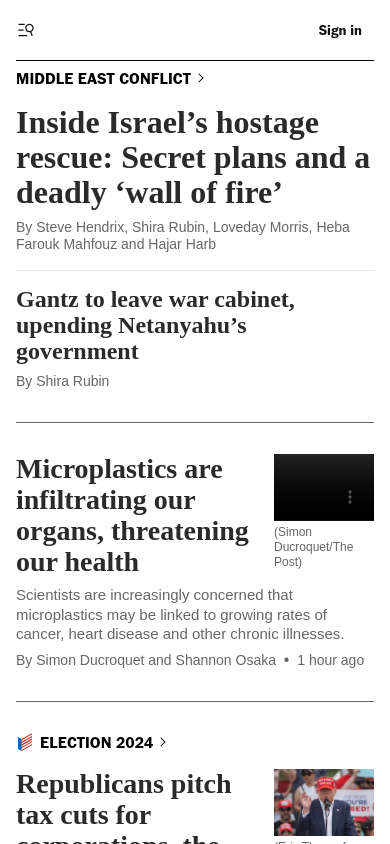 Sign in
MIDDLE EAST CONFLICT
Inside Israel’s hostage
rescue: Secret plans and a
deadly ‘wall of fire’
By Steve Hendrix, Shira Rubin, Loveday Morris, Heba
Farouk Mahfouz and Hajar Harb
Gantz to leave war cabinet,
upending Netanyahu’s
government
By Shira Rubin
Microplastics are
infiltrating our
organs, threatening
our health
(Simon
Ducroquet/The
Post)
Scientists are increasingly concerned that
microplastics may be linked to growing rates of
cancer, heart disease and other chronic illnesses.
By Simon Ducroquet and Shannon Osaka • 1 hour ago
ELECTION 2024
Republicans pitch
tax cuts for
corporations, the